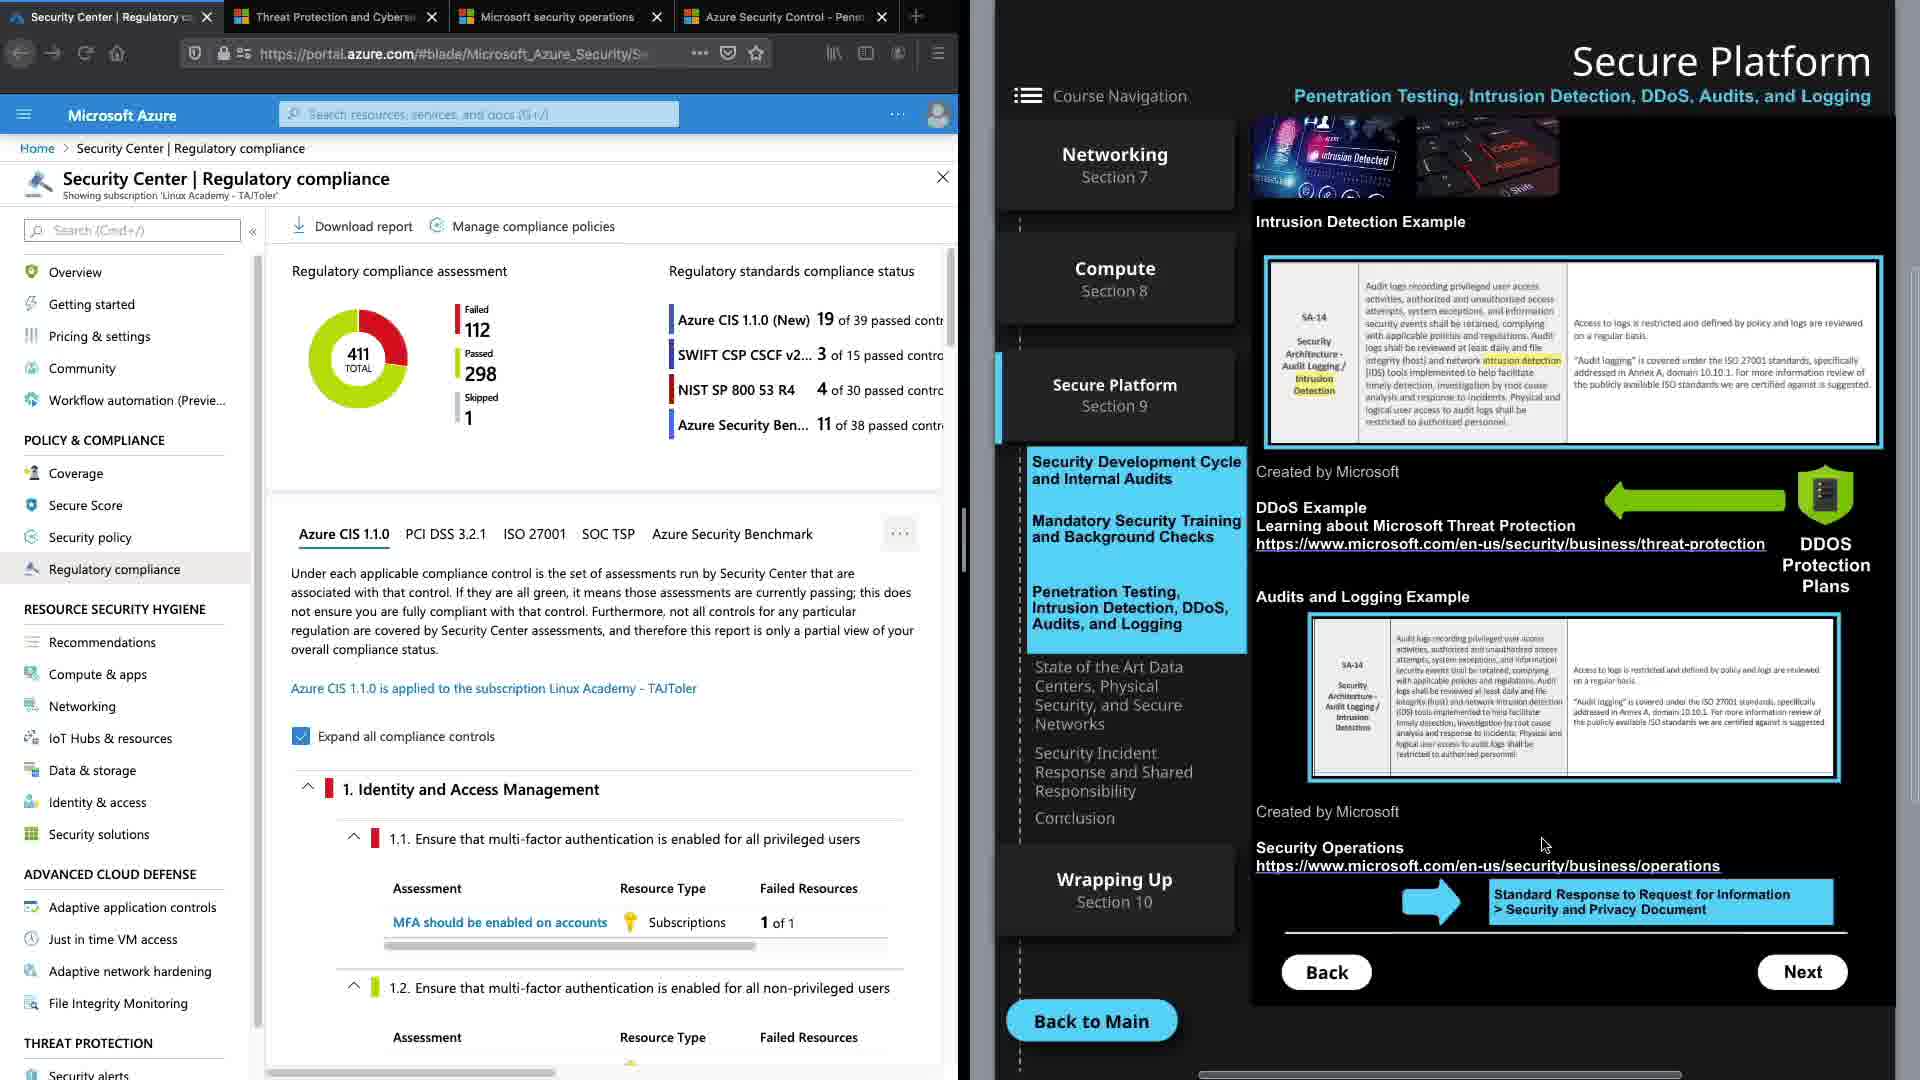 Security Center | Regulatory co
Threat Protection and Cyberse
Microsoft security operations
Azure Security Control - Pene
https://portal.azure.com/#blade/Microsoft_Azure_Security/Se
Microsoft Azure
Search resources, services, and docs (G+/)
Home > Security Center | Regulatory compliance
Security Center | Regulatory compliance
Showing subscription 'Linux Academy - TAJToler'
Search (Cmd+/)
«
Overview
Getting started
Pricing & settings
Community
Workflow automation (Previe...
POLICY & COMPLIANCE
Coverage
Secure Score
Security policy
Regulatory compliance
RESOURCE SECURITY HYGIENE
Recommendations
Compute & apps
Networking
IoT Hubs & resources
Data & storage
Identity & access
Security solutions
ADVANCED CLOUD DEFENSE
Adaptive application controls
Just in time VM access
Adaptive network hardening
File Integrity Monitoring
THREAT PROTECTION
Security alerts
Download report
Manage compliance policies
Regulatory compliance assessment
411
TOTAL
Failed
112
Passed
298
Skipped
1
Regulatory standards compliance status
Azure CIS 1.1.0 (New) 19 of 39 passed contr
SWIFT CSP CSCF v2... 3 of 15 passed contro
NIST SP 800 53 R4 4 of 30 passed contro
Azure Security Ben... 11 of 38 passed contr
Azure CIS 1.1.0 PCI DSS 3.2.1 ISO 27001 SOC TSP Azure Security Benchmark
Under each applicable compliance control is the set of assessments run by Security Center that are
associated with that control. If they are all green, it means those assessments are currently passing; this does
not ensure you are fully compliant with that control. Furthermore, not all controls for any particular
regulation are covered by Security Center assessments, and therefore this report is only a partial view of your
overall compliance status.
Azure CIS 1.1.0 is applied to the subscription Linux Academy - TAJToler
Expand all compliance controls
1. Identity and Access Management
1.1. Ensure that multi-factor authentication is enabled for all privileged users
Assessment Resource Type Failed Resources
MFA should be enabled on accounts Subscriptions 1 of 1
1.2. Ensure that multi-factor authentication is enabled for all non-privileged users
Assessment Resource Type Failed Resources
Secure Platform
Penetration Testing, Intrusion Detection, DDoS, Audits, and Logging
Course Navigation
Networking
Section 7
Compute
Section 8
Secure Platform
Section 9
Security Development Cycle
and Internal Audits
Mandatory Security Training
and Background Checks
Penetration Testing,
Intrusion Detection, DDoS,
Audits, and Logging
State of the Art Data
Centers, Physical
Security, and Secure
Networks
Security Incident
Response and Shared
Responsibility
Conclusion
Wrapping Up
Section 10
Back to Main
Intrusion Detected
Shift
Intrusion Detection Example
SA-14
Security
Architecture -
Audit Logging /
Intrusion
Detection
Audit logs recording privileged user access
activities, authorized and unauthorized access
attempts, system exceptions, and information
security events shall be retained, complying
with applicable policies and regulations. Audit
logs shall be reviewed at least daily and file
integrity (host) and network intrusion detection
(IDS) tools implemented to help facilitate
timely detection, investigation by root cause
analysis and response to incidents. Physical and
logical user access to audit logs shall be
restricted to authorized personnel.
Access to logs is restricted and defined by policy and logs are reviewed
on a regular basis.
"Audit logging" is covered under the ISO 27001 standards, specifically
addressed in Annex A, domain 10.10.1. For more information review of
the publicly available ISO standards we are certified against is suggested.
Created by Microsoft
DDoS Example
Learning about Microsoft Threat Protection
https://www.microsoft.com/en-us/security/business/threat-protection
DDOS
Protection
Plans
Audits and Logging Example
SA-14
Security
Architecture -
Audit Logging /
Intrusion
Detections
Audit logs recording privileged user access
activities, authorized and unauthorized access
attempts, system exceptions, and information
security events shall be retained, complying
with applicable policies and regulations. Audit
logs shall be reviewed at least daily and file
integrity (host) and network intrusion detection
(IDS) tools implemented to help facilitate
timely detection, investigation by root cause
analysis and response to incidents. Physical and
logical user access to audit logs shall be
restricted to authorized personnel.
Access to logs is restricted and defined by policy and logs are reviewed
on a regular basis.
"Audit logging" is covered under the ISO 27001 standards, specifically
addressed in Annex A, domain 10.10.1. For more information review of
the publicly available ISO standards we are certified against is suggested
Created by Microsoft
Security Operations
https://www.microsoft.com/en-us/security/business/operations
Standard Response to Request for Information
> Security and Privacy Document
Back
Next